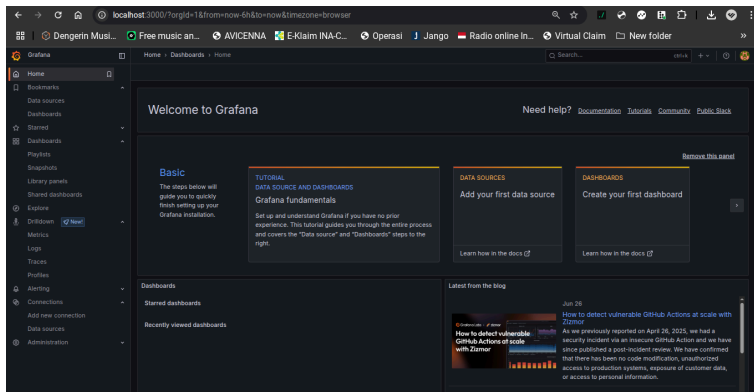 localhost:3000/?orgId=1&from=now-6h&to=now&timezone=browser
Dengerin Musi...
Free music an...
AVICENNA
E-Klaim INA-C...
Operasi
Jango
Radio online In...
Virtual Claim
New folder
»
Grafana
Home › Dashboards › Home
Search...
ctrl+k
Home
Bookmarks
Data sources
Dashboards
Starred
Dashboards
Playlists
Snapshots
Library panels
Shared dashboards
Explore
Drilldown
New!
Metrics
Logs
Traces
Profiles
Alerting
Connections
Add new connection
Data sources
Administration
Welcome to Grafana
Need help?
Documentation
Tutorials
Community
Public Slack
Remove this panel
Basic
The steps below will
guide you to quickly
finish setting up your
Grafana installation.
TUTORIAL
DATA SOURCE AND DASHBOARDS
Grafana fundamentals
Set up and understand Grafana if you have no prior
experience. This tutorial guides you through the entire process
and covers the "Data source" and "Dashboards" steps to the
right.
DATA SOURCES
Add your first data source
Learn how in the docs
DASHBOARDS
Create your first dashboard
Learn how in the docs
Dashboards
Starred dashboards
Recently viewed dashboards
Latest from the blog
How to detect vulnerable
GitHub Actions at scale
with Zizmor
Jun 26
How to detect vulnerable GitHub Actions at scale with
Zizmor
As we previously reported on April 26, 2025, we had a
security incident via an insecure GitHub Action and we have
since published a post-incident review. We have confirmed
that there has been no code modification, unauthorized
access to production systems, exposure of customer data,
or access to personal information.